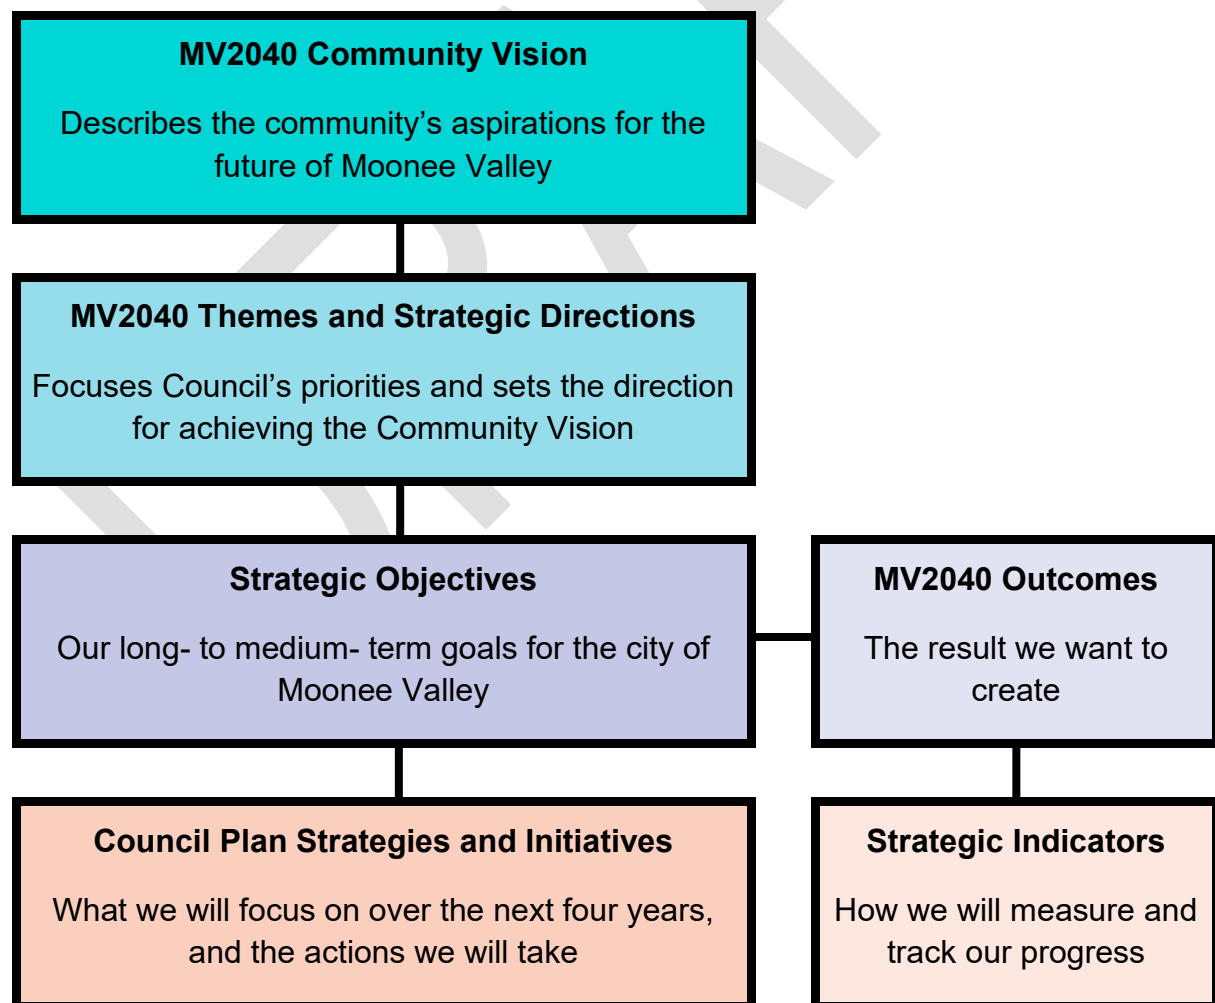 MV2040 Community Vision
Describes the community’s aspirations for the
future of Moonee Valley
MV2040 Themes and Strategic Directions
Focuses Council’s priorities and sets the direction
for achieving the Community Vision
Strategic Objectives
Our long- to medium- term goals for the city of
Moonee Valley
MV2040 Outcomes
The result we want to
create
Council Plan Strategies and Initiatives
What we will focus on over the next four years,
and the actions we will take
Strategic Indicators
How we will measure and
track our progress